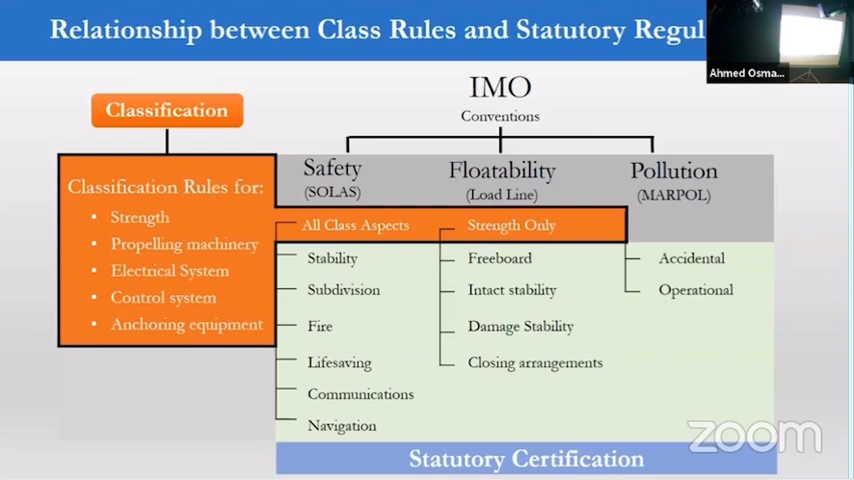 Relationship between Class Rules and Statutory Regul
Ahmed Osma...
Classification
IMO
Conventions
Classification Rules for:
• Strength
• Propelling machinery
• Electrical System
• Control system
• Anchoring equipment
Safety
(SOLAS)
All Class Aspects
Stability
Subdivision
Fire
Lifesaving
Communications
Navigation
Floatability
(Load Line)
Strength Only
Freeboard
Intact stability
Damage Stability
Closing arrangements
Pollution
(MARPOL)
Accidental
Operational
Statutory Certification
zoom